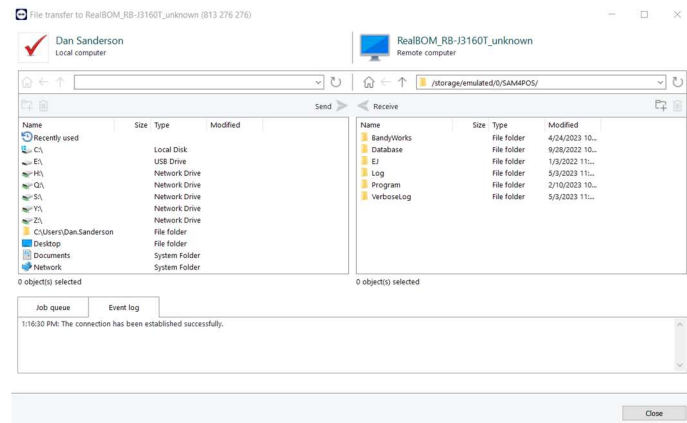 File transfer to RealBOM_RB-J3160T_unknown (813 276 276)
Dan Sanderson
Local computer
RealBOM_RB-J3160T_unknown
Remote computer
/storage/emulated/0/SAM4POS/
Send
Receive
Name Size Type Modified
Recently used
C:\ Local Disk
E:\ USB Drive
H:\ Network Drive
Q:\ Network Drive
S:\ Network Drive
Y:\ Network Drive
Z:\ Network Drive
C:\Users\Dan.Sanderson File folder
Desktop File folder
Documents System Folder
Network System Folder
0 object(s) selected
Name Size Type Modified
BandyWorks File folder 4/24/2023 10...
Database File folder 9/28/2022 10...
EJ File folder 1/3/2022 11:...
Log File folder 5/3/2023 11:...
Program File folder 2/10/2023 10...
VerboseLog File folder 5/3/2023 11:...
0 object(s) selected
Job queue Event log
1:16:30 PM: The connection has been established successfully.
Close